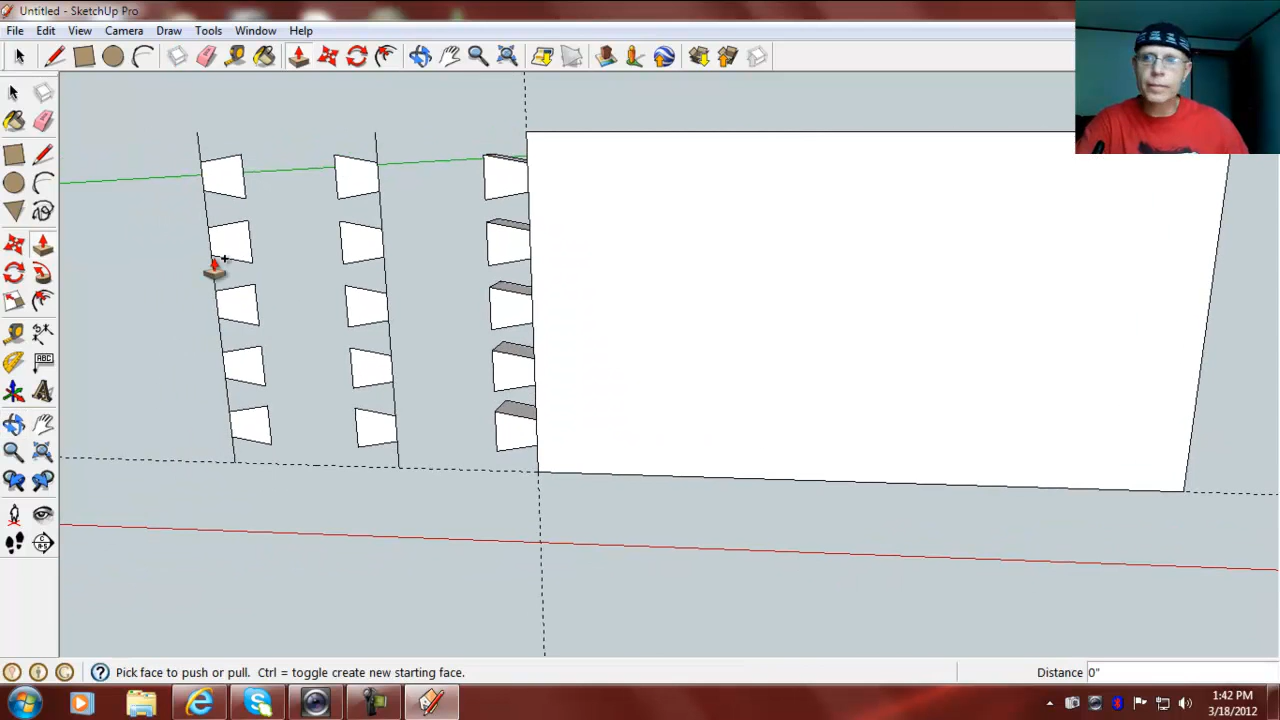 Untitled - SketchUp Pro
File Edit View Camera Draw Tools Window Help
ABC
Pick face to push or pull. Ctrl = toggle create new starting face.
Distance 0"
1:42 PM
3/18/2012